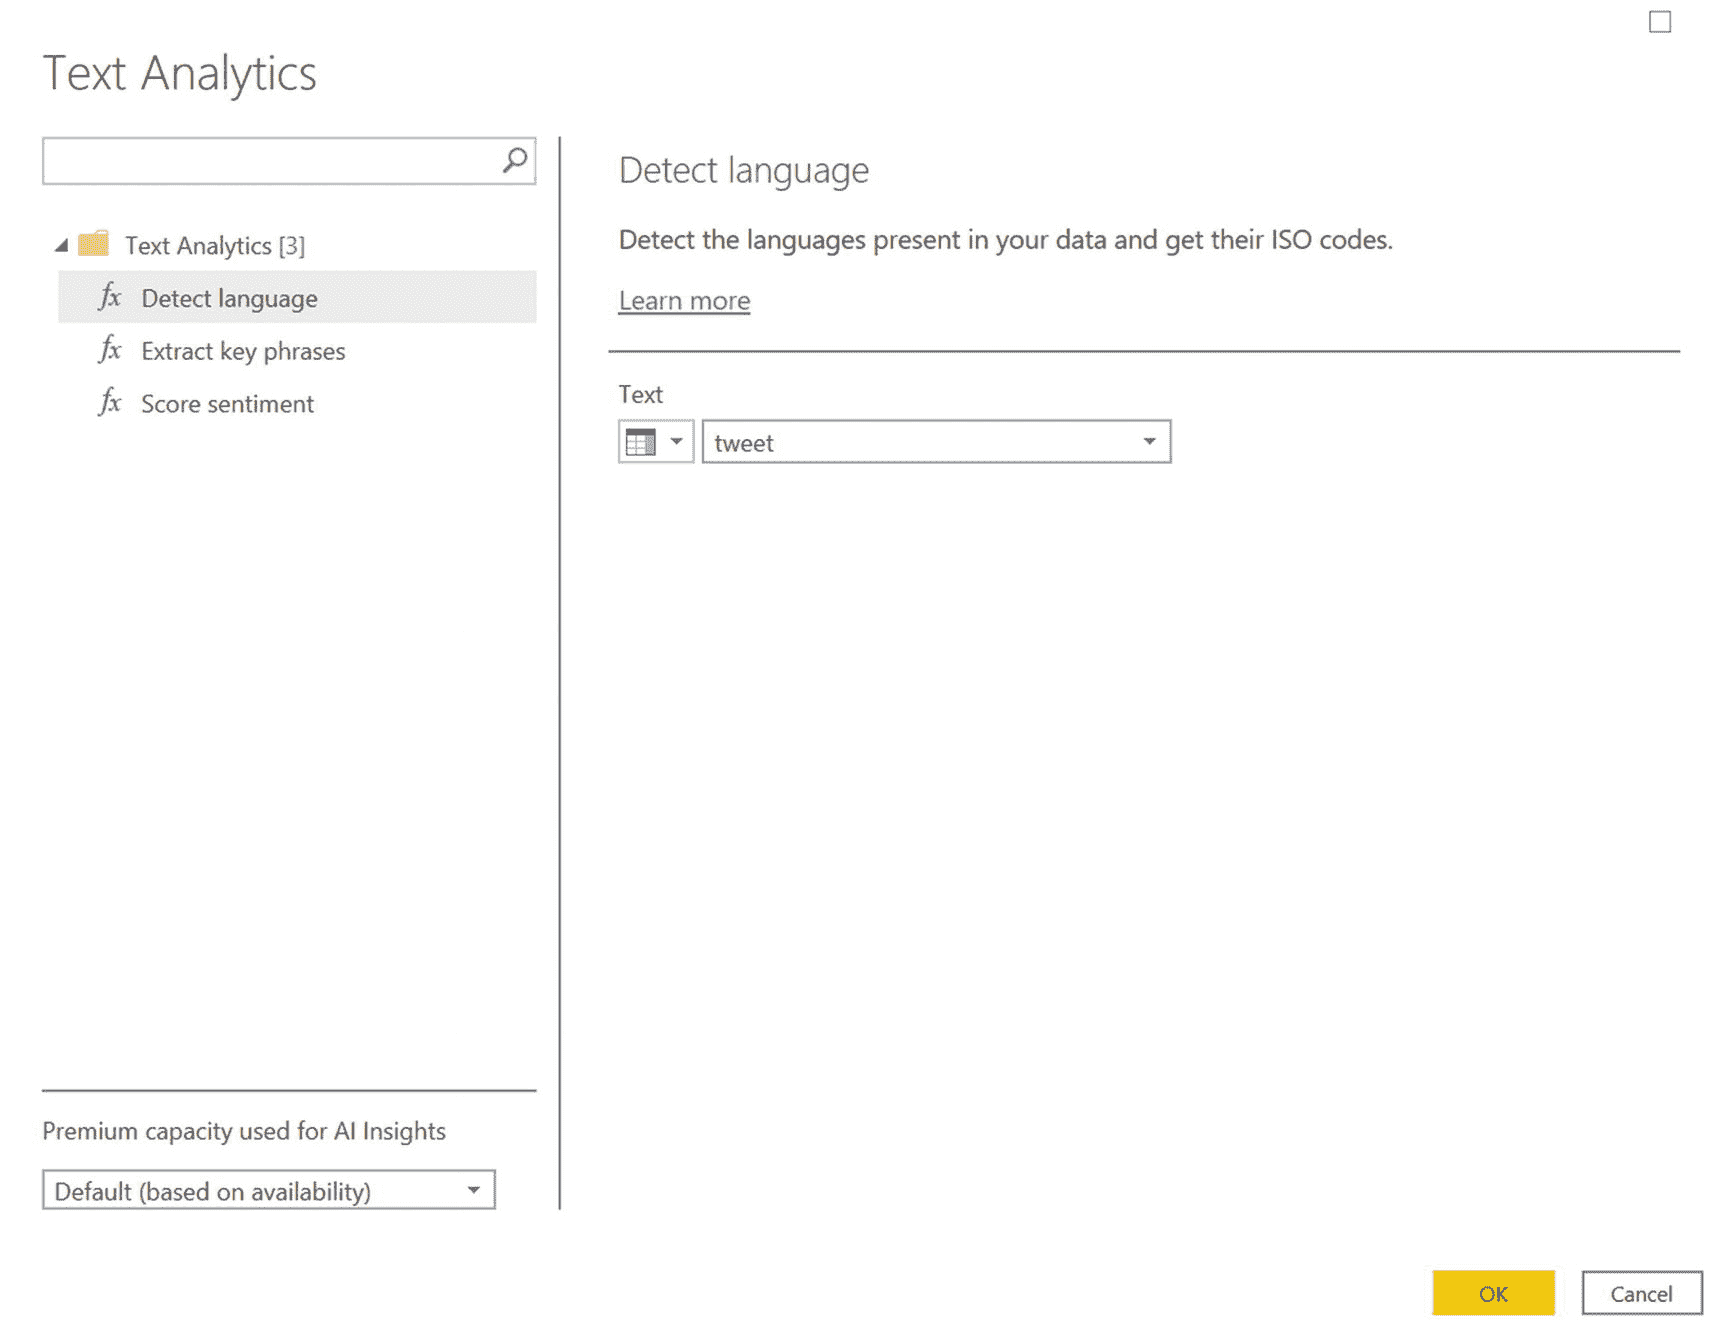 Text Analytics
Text Analytics [3]
fx Detect language
fx Extract key phrases
fx Score sentiment
Premium capacity used for AI Insights
Default (based on availability)
Detect language
Detect the languages present in your data and get their ISO codes.
Learn more
Text
tweet
OK
Cancel